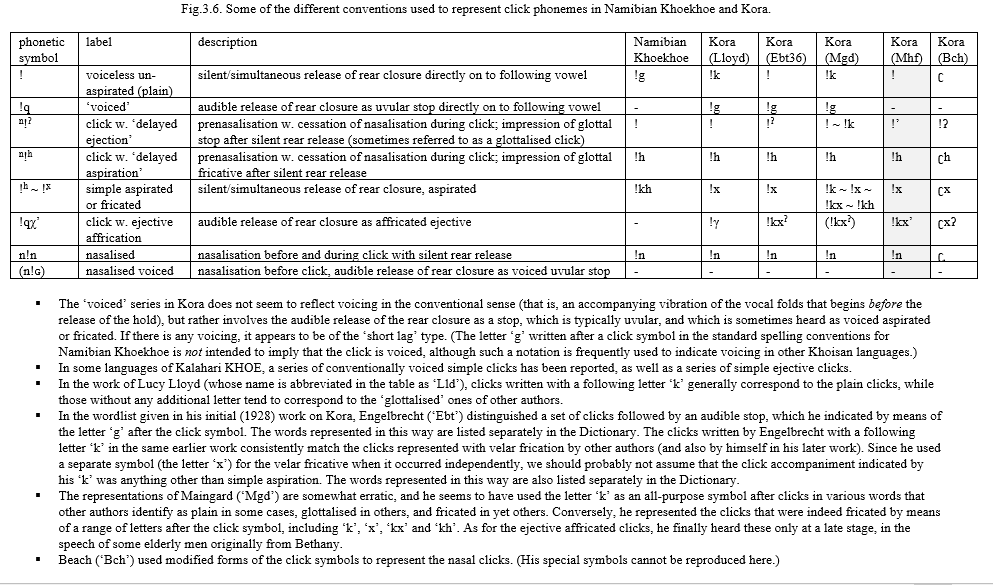 Fig.3.6. Some of the different conventions used to represent click phonemes in Namibian Khoekhoe and Kora.
phonetic symbol | label | description | Namibian Khoekhoe | Kora (Lloyd) | Kora (Ebt36) | Kora (Mgd) | Kora (Mhf) | Kora (Bch)
! | voiceless un-aspirated (plain) | silent/simultaneous release of rear closure directly on to following vowel | !g | !k | ! | !k | ! | ʗ
!q | ‘voiced’ | audible release of rear closure as uvular stop directly on to following vowel | - | !g | !g | !g | - | -
ⁿ!ˀ | click w. ‘delayed ejection’ | prenasalisation w. cessation of nasalisation during click; impression of glottal stop after silent rear release (sometimes referred to as a glottalised click) | ! | ! | !ˀ | ! ~ !k | !’ | !ʔ
ⁿ!h | click w. ‘delayed aspiration’ | prenasalisation w. cessation of nasalisation during click; impression of glottal fricative after silent rear release | !h | !h | !h | !h | !h | ʗh
!ʰ ~ !ˣ | simple aspirated or fricated | silent/simultaneous release of rear closure, aspirated | !kh | !x | !x | !k ~ !x ~ !kx ~ !kh | !x | ʗx
!qχ’ | click w. ejective affrication | audible release of rear closure as affricated ejective | - | !γ | !kxˀ | (!kxˀ) | !kx’ | ʗxʔ
n!n | nasalised | nasalisation before and during click with silent rear release | !n | !n | !n | !n | !n | ʗ
(n!ɢ) | nasalised voiced | nasalisation before click, audible release of rear closure as voiced uvular stop | - | - | - | - | - | -
▪ The ‘voiced’ series in Kora does not seem to reflect voicing in the conventional sense (that is, an accompanying vibration of the vocal folds that begins before the
release of the hold), but rather involves the audible release of the rear closure as a stop, which is typically uvular, and which is sometimes heard as voiced aspirated
or fricated. If there is any voicing, it appears to be of the ‘short lag’ type. (The letter ‘g’ written after a click symbol in the standard spelling conventions for
Namibian Khoekhoe is not intended to imply that the click is voiced, although such a notation is frequently used to indicate voicing in other Khoisan languages.)
▪ In some languages of Kalahari KHOE, a series of conventionally voiced simple clicks has been reported, as well as a series of simple ejective clicks.
▪ In the work of Lucy Lloyd (whose name is abbreviated in the table as ‘Lld’), clicks written with a following letter ‘k’ generally correspond to the plain clicks, while
those without any additional letter tend to correspond to the ‘glottalised’ ones of other authors.
▪ In the wordlist given in his initial (1928) work on Kora, Engelbrecht (‘Ebt’) distinguished a set of clicks followed by an audible stop, which he indicated by means of
the letter ‘g’ after the click symbol. The words represented in this way are listed separately in the Dictionary. The clicks written by Engelbrecht with a following
letter ‘k’ in the same earlier work consistently match the clicks represented with velar frication by other authors (and also by himself in his later work). Since he used
a separate symbol (the letter ‘x’) for the velar fricative when it occurred independently, we should probably not assume that the click accompaniment indicated by
his ‘k’ was anything other than simple aspiration. The words represented in this way are also listed separately in the Dictionary.
▪ The representations of Maingard (‘Mgd’) are somewhat erratic, and he seems to have used the letter ‘k’ as an all-purpose symbol after clicks in various words that
other authors identify as plain in some cases, glottalised in others, and fricated in yet others. Conversely, he represented the clicks that were indeed fricated by means
of a range of letters after the click symbol, including ‘k’, ‘x’, ‘kx’ and ‘kh’. As for the ejective affricated clicks, he finally heard these only at a late stage, in the
speech of some elderly men originally from Bethany.
▪ Beach (‘Bch’) used modified forms of the click symbols to represent the nasal clicks. (His special symbols cannot be reproduced here.)